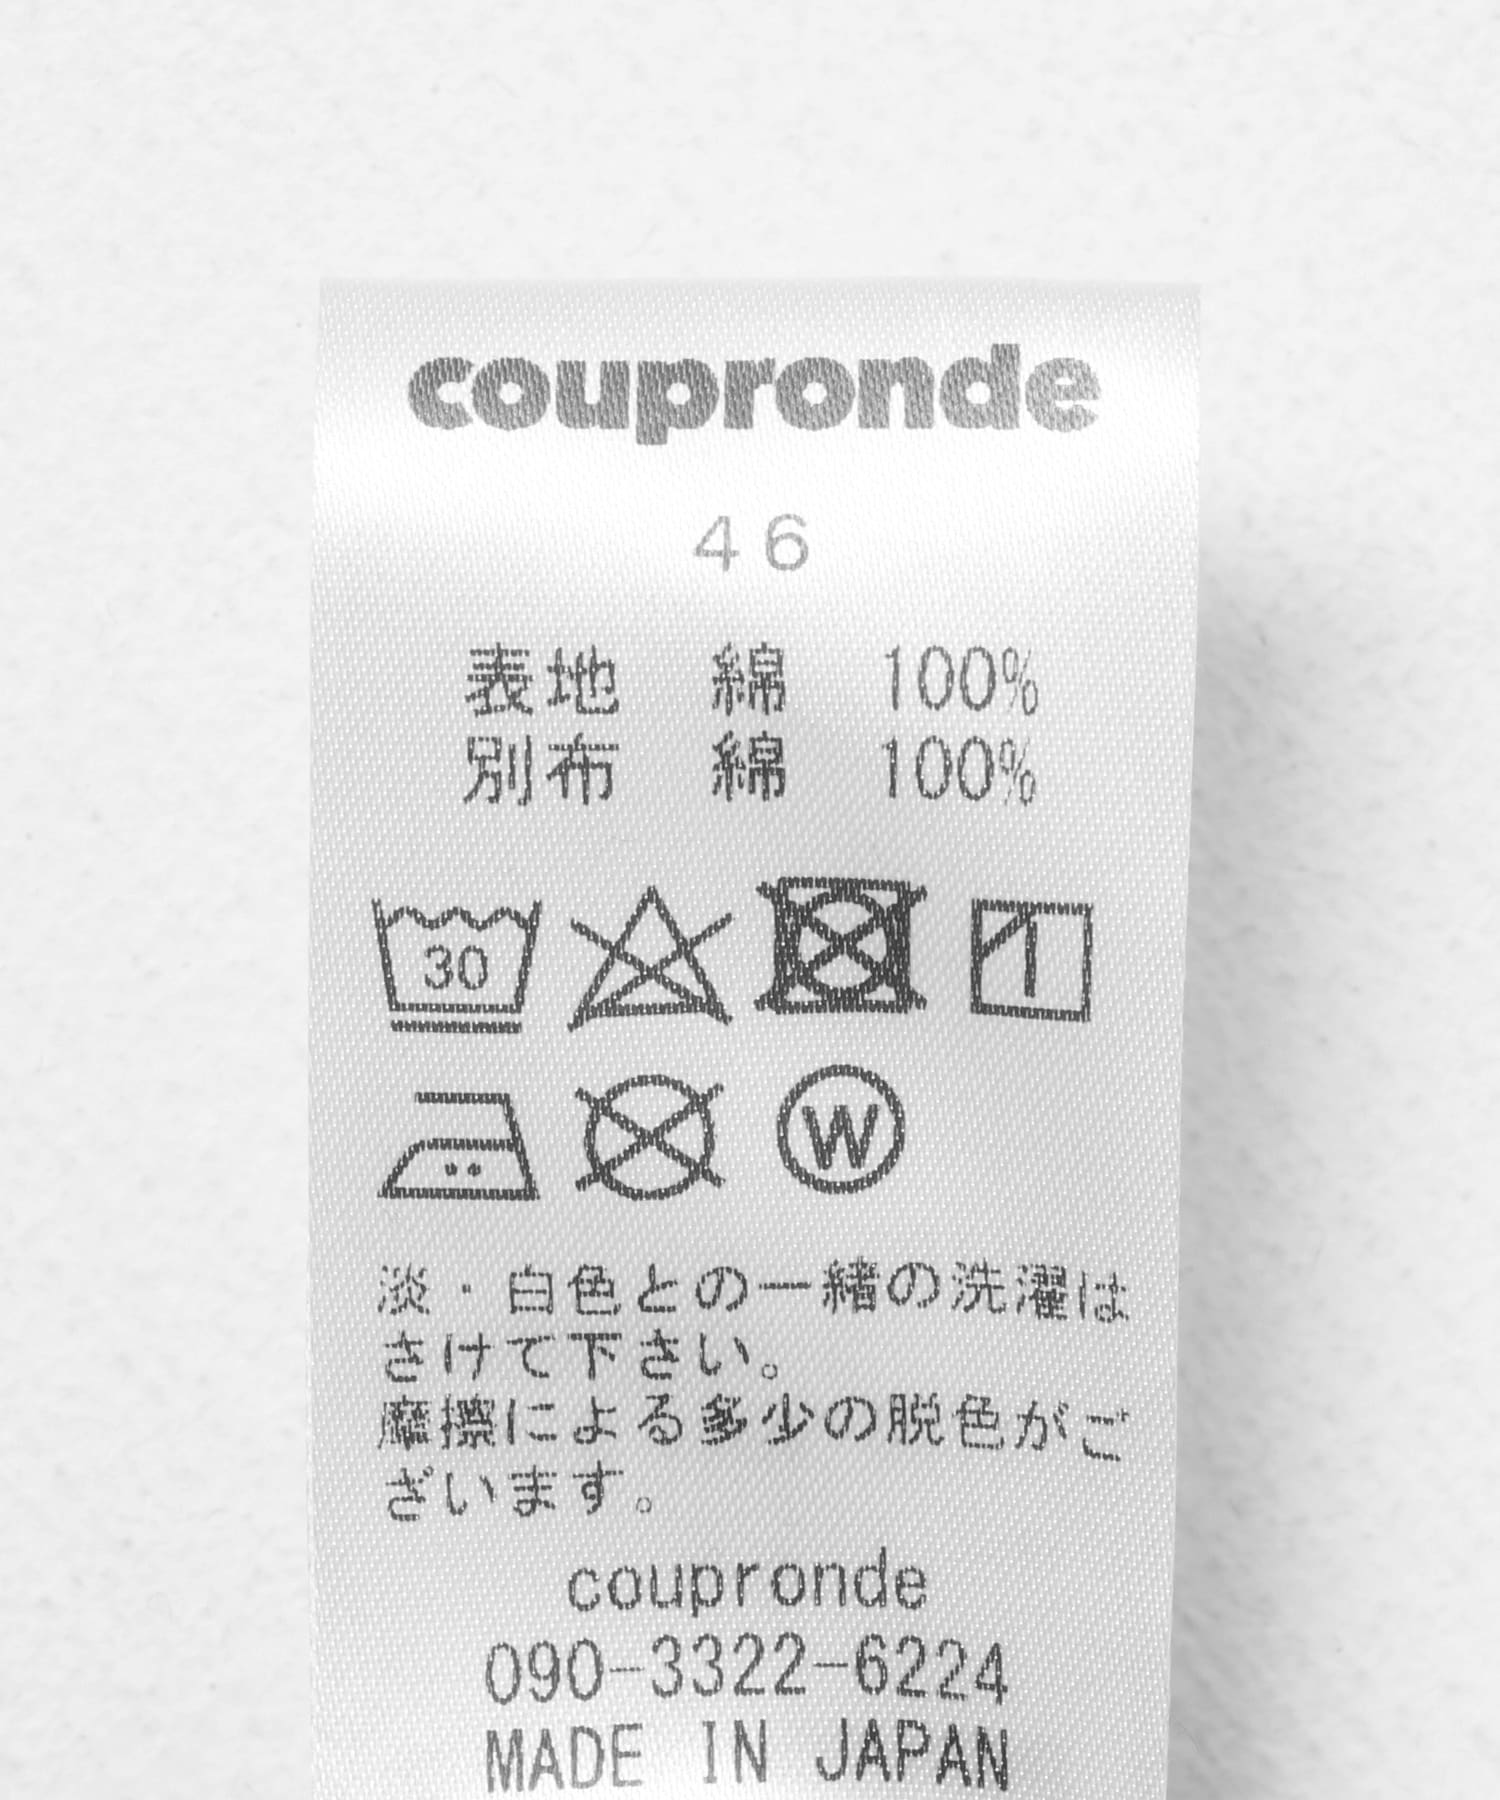 coupronde
46
表地 綿 100%
別布 綿 100%
30
W
淡・白色との一緒の洗濯は
さけて下さい。
摩擦による多少の脱色がご
ざいます。
coupronde
090-3322-6224
MADE IN JAPAN